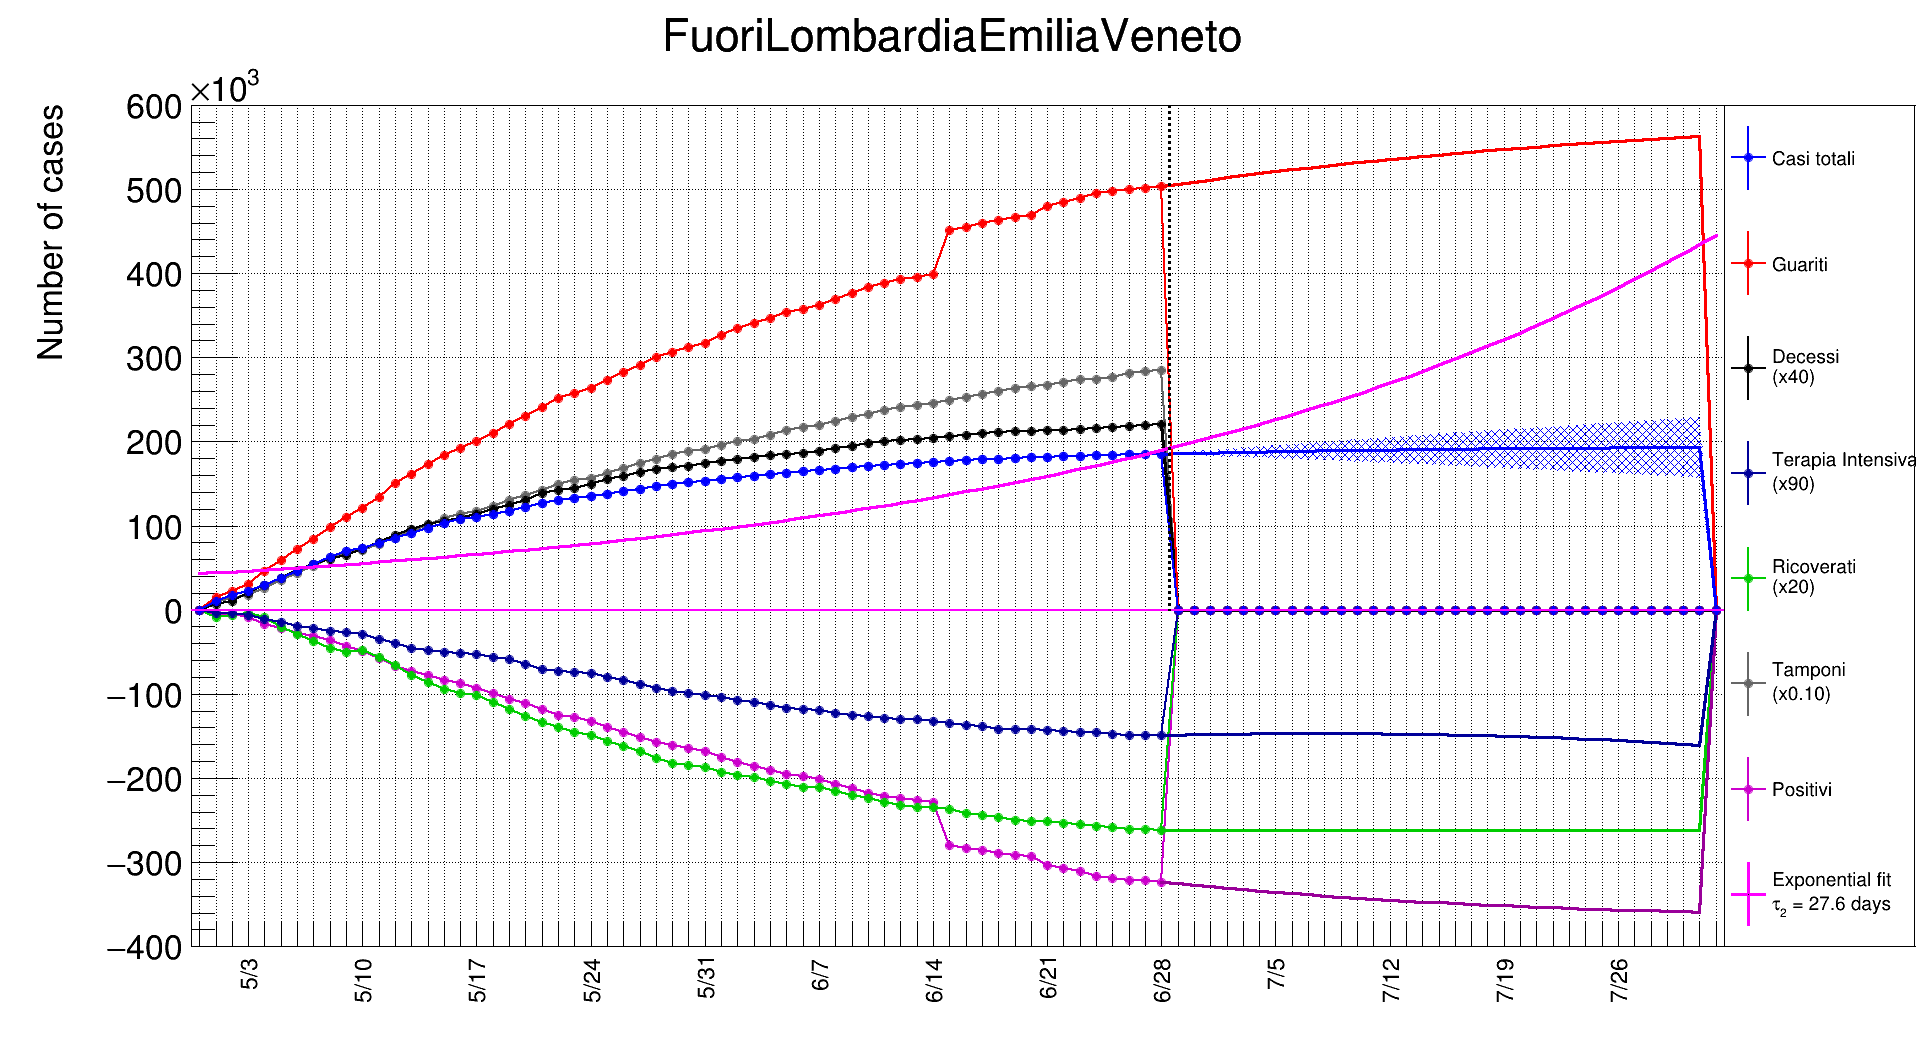 FuoriLombardiaEmiliaVeneto
×10³
Number of cases
600
500
400
300
200
100
0
−100
−200
−300
−400
5/3
5/10
5/17
5/24
5/31
6/7
6/14
6/21
6/28
7/5
7/12
7/19
7/26
Casi totali
Guariti
Decessi
(x40)
Terapia Intensiva
(x90)
Ricoverati
(x20)
Tamponi
(x0.10)
Positivi
Exponential fit
τ₂ = 27.6 days